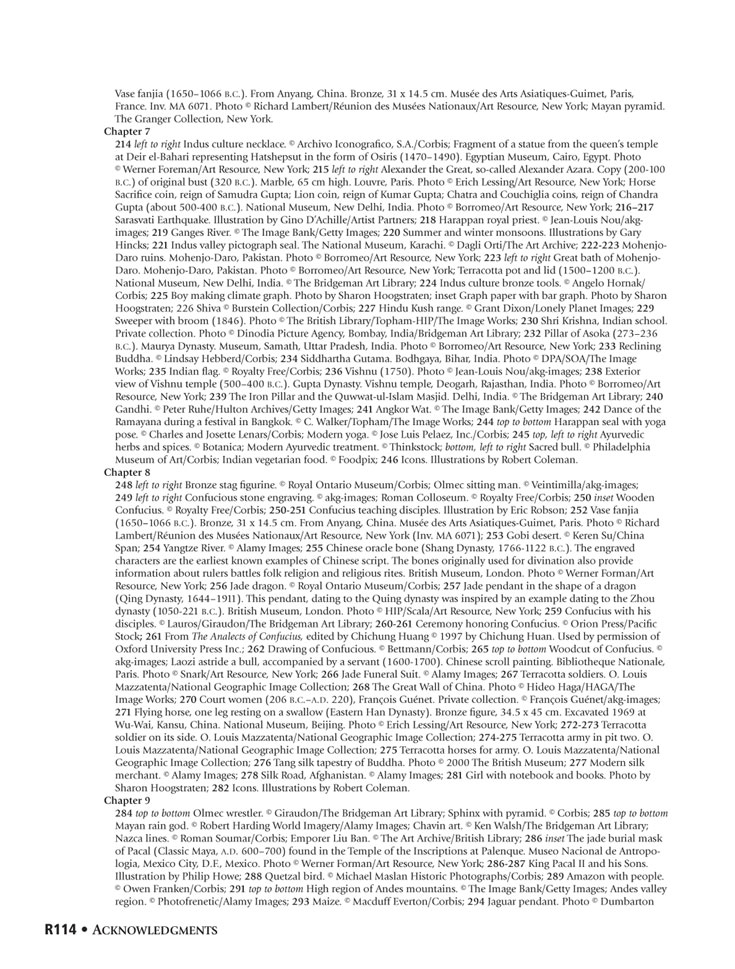 Vase fanjia (1650–1066 B.C.). From Anyang, China. Bronze, 31 x 14.5 cm. Musée des Arts Asiatiques-Guimet, Paris,
France. Inv. MA 6071. Photo © Richard Lambert/Réunion des Musées Nationaux/Art Resource, New York; Mayan pyramid.
The Granger Collection, New York.
Chapter 7
214 left to right Indus culture necklace. © Archivo Iconografico, S.A./Corbis; Fragment of a statue from the queen's temple
at Deir el-Bahari representing Hatshepsut in the form of Osiris (1470–1490). Egyptian Museum, Cairo, Egypt. Photo
© Werner Foreman/Art Resource, New York; 215 left to right Alexander the Great, so-called Alexander Azara. Copy (200-100
B.C.) of original bust (320 B.C.). Marble, 65 cm high. Louvre, Paris. Photo © Erich Lessing/Art Resource, New York; Horse
Sacrifice coin, reign of Samudra Gupta; Lion coin, reign of Kumar Gupta; Chatra and Couchiglia coins, reign of Chandra
Gupta (about 500-400 B.C.). National Museum, New Delhi, India. Photo © Borromeo/Art Resource, New York; 216–217
Sarasvati Earthquake. Illustration by Gino D'Achille/Artist Partners; 218 Harappan royal priest. © Jean-Louis Nou/akg-
images; 219 Ganges River. © The Image Bank/Getty Images; 220 Summer and winter monsoons. Illustrations by Gary
Hincks; 221 Indus valley pictograph seal. The National Museum, Karachi. © Dagli Orti/The Art Archive; 222-223 Mohenjo-
Daro ruins. Mohenjo-Daro, Pakistan. Photo © Borromeo/Art Resource, New York; 223 left to right Great bath of Mohenjo-
Daro. Mohenjo-Daro, Pakistan. Photo © Borromeo/Art Resource, New York; Terracotta pot and lid (1500–1200 B.C.).
National Museum, New Delhi, India. © The Bridgeman Art Library; 224 Indus culture bronze tools. © Angelo Hornak/
Corbis; 225 Boy making climate graph. Photo by Sharon Hoogstraten; inset Graph paper with bar graph. Photo by Sharon
Hoogstraten; 226 Shiva © Burstein Collection/Corbis; 227 Hindu Kush range. © Grant Dixon/Lonely Planet Images; 229
Sweeper with broom (1846). Photo © The British Library/Topham-HIP/The Image Works; 230 Shri Krishna, Indian school.
Private collection. Photo © Dinodia Picture Agency, Bombay, India/Bridgeman Art Library; 232 Pillar of Asoka (273–236
B.C.). Maurya Dynasty. Museum, Samath, Uttar Pradesh, India. Photo © Borromeo/Art Resource, New York; 233 Reclining
Buddha. © Lindsay Hebberd/Corbis; 234 Siddhartha Gutama. Bodhgaya, Bihar, India. Photo © DPA/SOA/The Image
Works; 235 Indian flag. © Royalty Free/Corbis; 236 Vishnu (1750). Photo © Jean-Louis Nou/akg-images; 238 Exterior
view of Vishnu temple (500–400 B.C.). Gupta Dynasty. Vishnu temple, Deogarh, Rajasthan, India. Photo © Borromeo/Art
Resource, New York; 239 The Iron Pillar and the Quwwat-ul-Islam Masjid. Delhi, India. © The Bridgeman Art Library; 240
Gandhi. © Peter Ruhe/Hulton Archives/Getty Images; 241 Angkor Wat. © The Image Bank/Getty Images; 242 Dance of the
Ramayana during a festival in Bangkok. © C. Walker/Topham/The Image Works; 244 top to bottom Harappan seal with yoga
pose. © Charles and Josette Lenars/Corbis; Modern yoga. © Jose Luis Pelaez, Inc./Corbis; 245 top, left to right Ayurvedic
herbs and spices. © Botanica; Modern Ayurvedic treatment. © Thinkstock; bottom, left to right Sacred bull. © Philadelphia
Museum of Art/Corbis; Indian vegetarian food. © Foodpix; 246 Icons. Illustrations by Robert Coleman.
Chapter 8
248 left to right Bronze stag figurine. © Royal Ontario Museum/Corbis; Olmec sitting man. © Veintimilla/akg-images;
249 left to right Confucious stone engraving. © akg-images; Roman Colloseum. © Royalty Free/Corbis; 250 inset Wooden
Confucius. © Royalty Free/Corbis; 250-251 Confucius teaching disciples. Illustration by Eric Robson; 252 Vase fanjia
(1650–1066 B.C.). Bronze, 31 x 14.5 cm. From Anyang, China. Musée des Arts Asiatiques-Guimet, Paris. Photo © Richard
Lambert/Réunion des Musées Nationaux/Art Resource, New York (Inv. MA 6071); 253 Gobi desert. © Keren Su/China
Span; 254 Yangtze River. © Alamy Images; 255 Chinese oracle bone (Shang Dynasty, 1766-1122 B.C.). The engraved
characters are the earliest known examples of Chinese script. The bones originally used for divination also provide
information about rulers battles folk religion and religious rites. British Museum, London. Photo © Werner Forman/Art
Resource, New York; 256 Jade dragon. © Royal Ontario Museum/Corbis; 257 Jade pendant in the shape of a dragon
(Qing Dynasty, 1644–1911). This pendant, dating to the Quing dynasty was inspired by an example dating to the Zhou
dynasty (1050-221 B.C.). British Museum, London. Photo © HIP/Scala/Art Resource, New York; 259 Confucius with his
disciples. © Lauros/Giraudon/The Bridgeman Art Library; 260-261 Ceremony honoring Confucius. © Orion Press/Pacific
Stock; 261 From The Analects of Confucius, edited by Chichung Huang © 1997 by Chichung Huan. Used by permission of
Oxford University Press Inc.; 262 Drawing of Confucious. © Bettmann/Corbis; 265 top to bottom Woodcut of Confucius. ©
akg-images; Laozi astride a bull, accompanied by a servant (1600-1700). Chinese scroll painting. Bibliotheque Nationale,
Paris. Photo © Snark/Art Resource, New York; 266 Jade Funeral Suit. © Alamy Images; 267 Terracotta soldiers. O. Louis
Mazzatenta/National Geographic Image Collection; 268 The Great Wall of China. Photo © Hideo Haga/HAGA/The
Image Works; 270 Court women (206 B.C.–A.D. 220), François Guénet. Private collection. © François Guénet/akg-images;
271 Flying horse, one leg resting on a swallow (Eastern Han Dynasty). Bronze figure, 34.5 x 45 cm. Excavated 1969 at
Wu-Wai, Kansu, China. National Museum, Beijing. Photo © Erich Lessing/Art Resource, New York; 272-273 Terracotta
soldier on its side. O. Louis Mazzatenta/National Geographic Image Collection; 274-275 Terracotta army in pit two. O.
Louis Mazzatenta/National Geographic Image Collection; 275 Terracotta horses for army. O. Louis Mazzatenta/National
Geographic Image Collection; 276 Tang silk tapestry of Buddha. Photo © 2000 The British Museum; 277 Modern silk
merchant. © Alamy Images; 278 Silk Road, Afghanistan. © Alamy Images; 281 Girl with notebook and books. Photo by
Sharon Hoogstraten; 282 Icons. Illustrations by Robert Coleman.
Chapter 9
284 top to bottom Olmec wrestler. © Giraudon/The Bridgeman Art Library; Sphinx with pyramid. © Corbis; 285 top to bottom
Mayan rain god. © Robert Harding World Imagery/Alamy Images; Chavin art. © Ken Walsh/The Bridgeman Art Library;
Nazca lines. © Roman Soumar/Corbis; Emporer Liu Ban. © The Art Archive/British Library; 286 inset The jade burial mask
of Pacal (Classic Maya, A.D. 600–700) found in the Temple of the Inscriptions at Palenque. Museo Nacional de Antropo-
logia, Mexico City, D.F., Mexico. Photo © Werner Forman/Art Resource, New York; 286-287 King Pacal II and his Sons.
Illustration by Philip Howe; 288 Quetzal bird. © Michael Maslan Historic Photographs/Corbis; 289 Amazon with people.
© Owen Franken/Corbis; 291 top to bottom High region of Andes mountains. © The Image Bank/Getty Images; Andes valley
region. © Photofrenetic/Alamy Images; 293 Maize. © Macduff Everton/Corbis; 294 Jaguar pendant. Photo © Dumbarton
R114 • ACKNOWLEDGMENTS